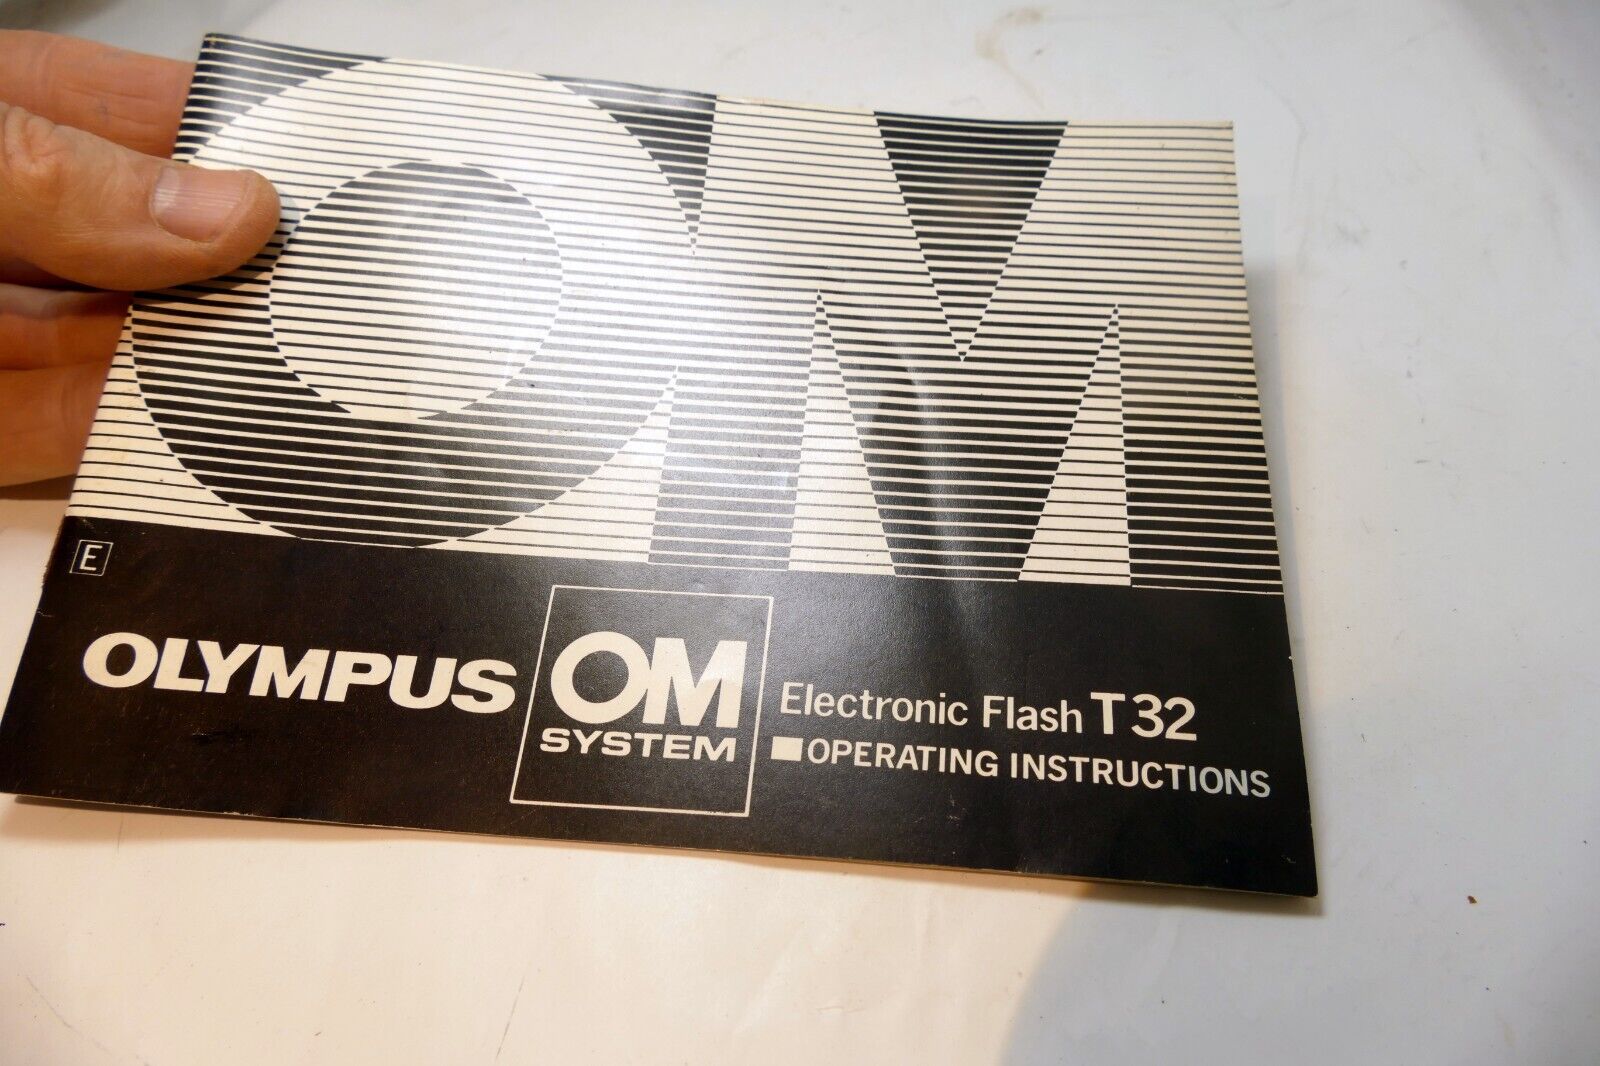 OM
E
OLYMPUS
OM
SYSTEM
Electronic Flash T32
OPERATING INSTRUCTIONS